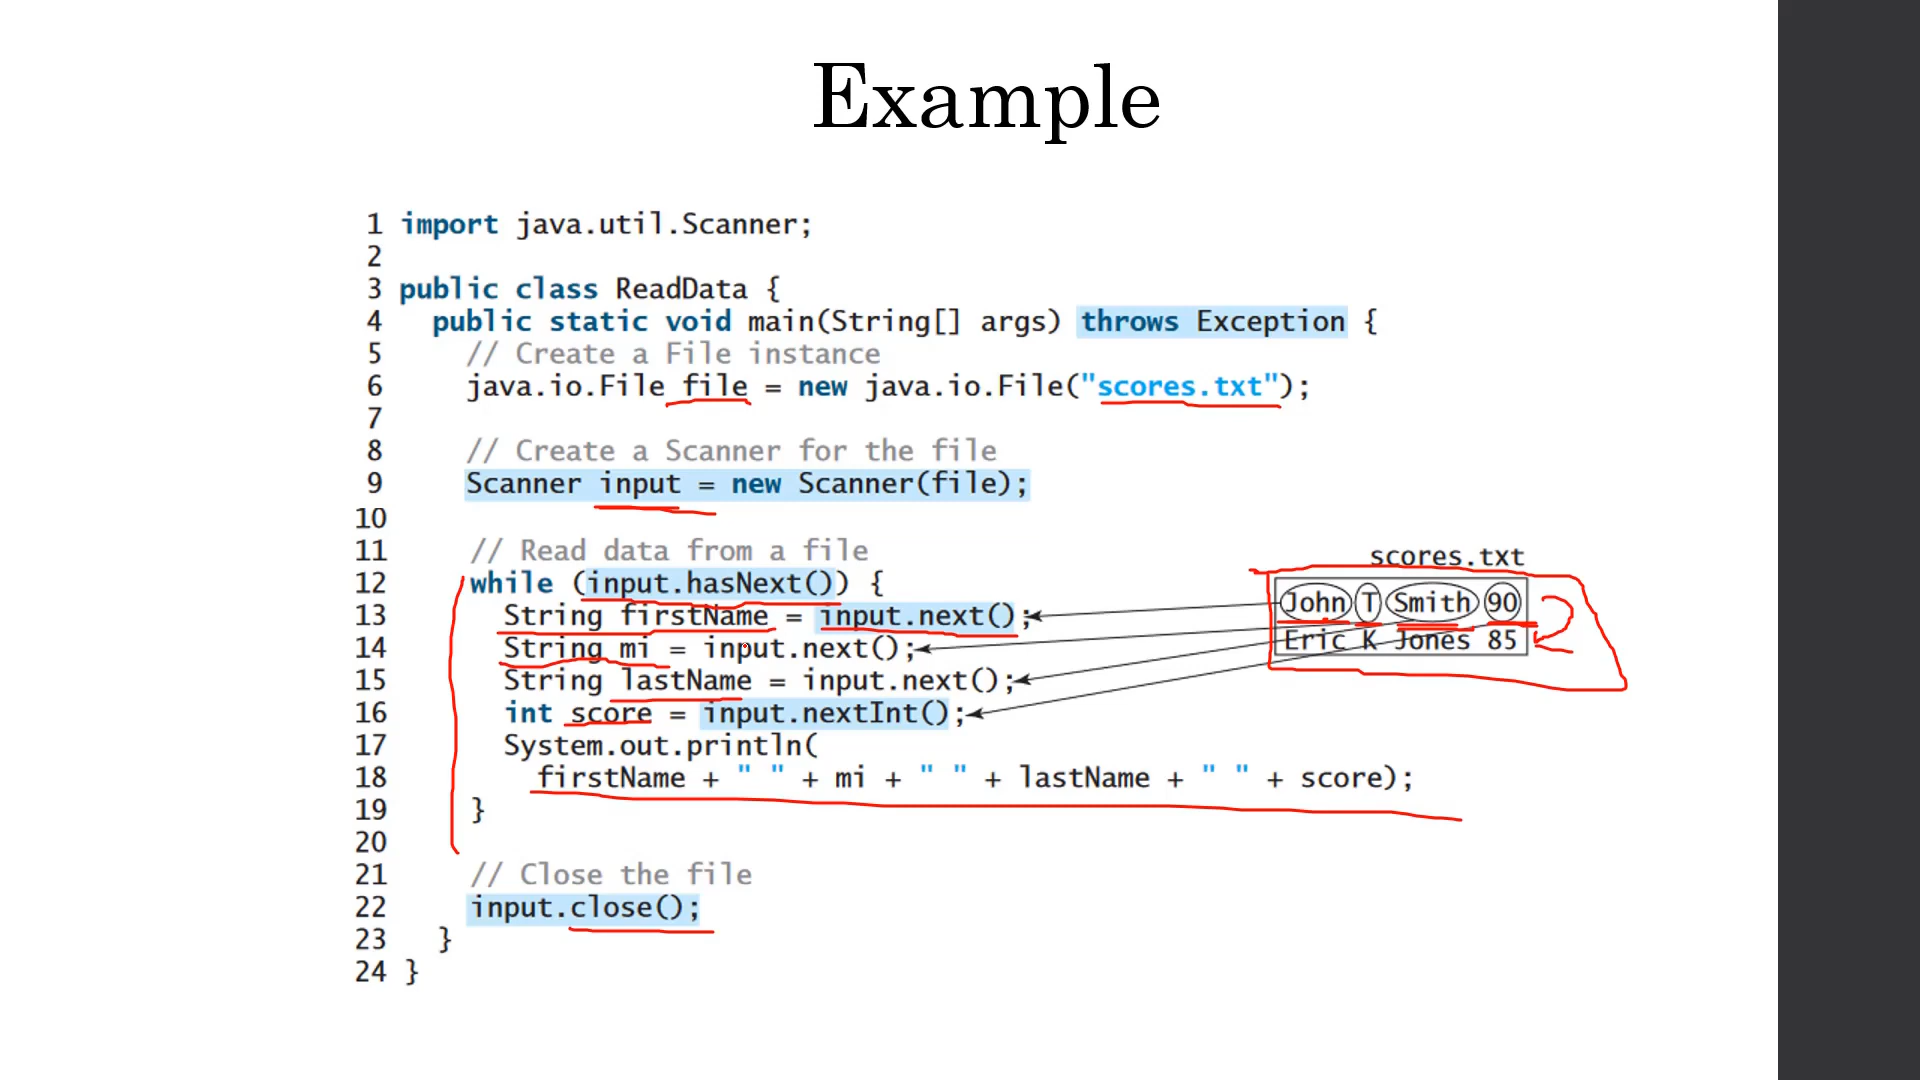 Example
1 import java.util.Scanner;
2
3 public class ReadData {
4 public static void main(String[] args) throws Exception {
5 // Create a File instance
6 java.io.File file = new java.io.File("scores.txt");
7
8 // Create a Scanner for the file
9 Scanner input = new Scanner(file);
10
11 // Read data from a file
12 while (input.hasNext()) {
13 String firstName = input.next();
14 String mi = input.next();
15 String lastName = input.next();
16 int score = input.nextInt();
17 System.out.println(
18 firstName + " " + mi + " " + lastName + " " + score);
19 }
20
21 // Close the file
22 input.close();
23 }
24 }
scores.txt
John T Smith 90
Eric K Jones 85